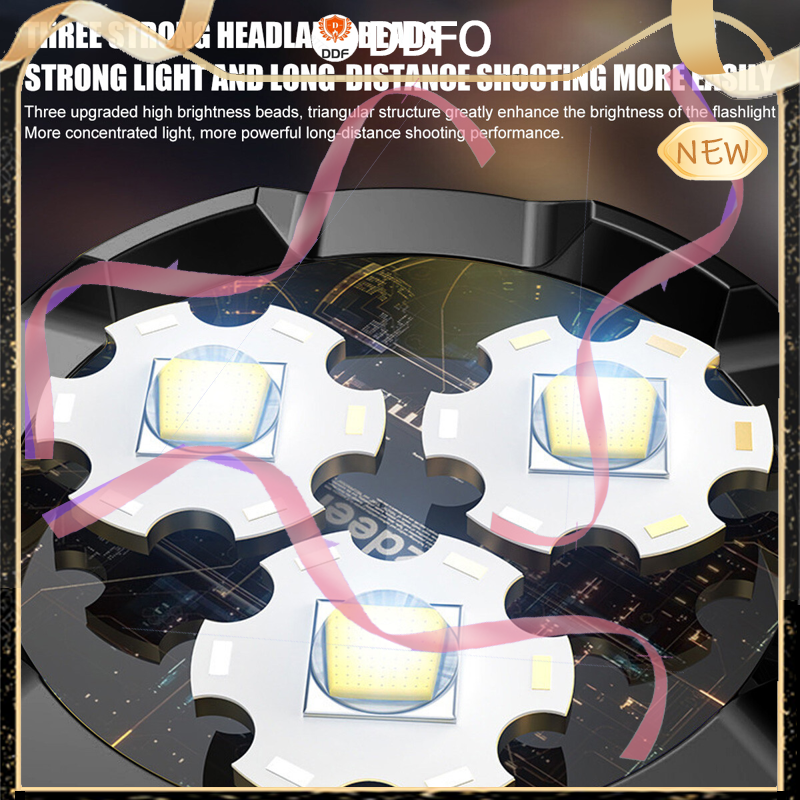 THREE STRONG HEADLAMP BEADS
DDFO
DDF
STRONG LIGHT AND LONG-DISTANCE SHOOTING MORE EASILY
Three upgraded high brightness beads, triangular structure greatly enhance the brightness of the flashlight
More concentrated light, more powerful long-distance shooting performance.
NEW